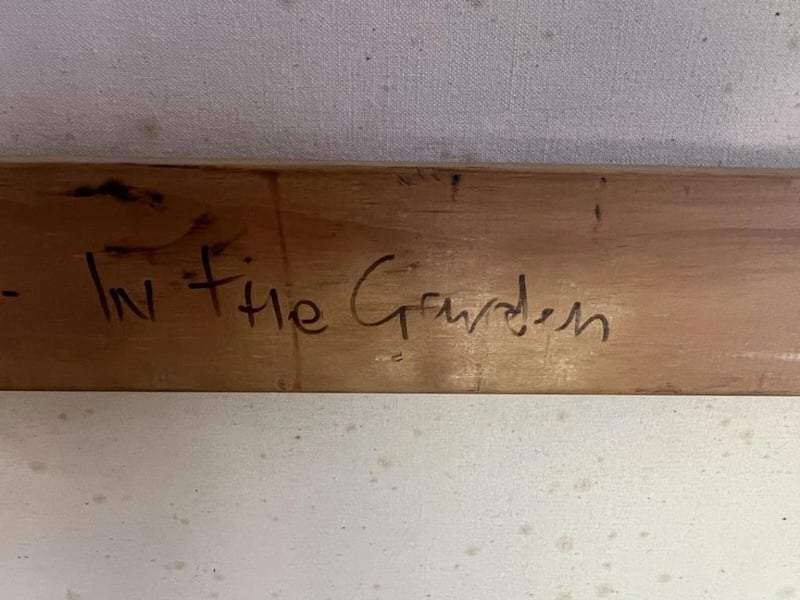 - In the Garden